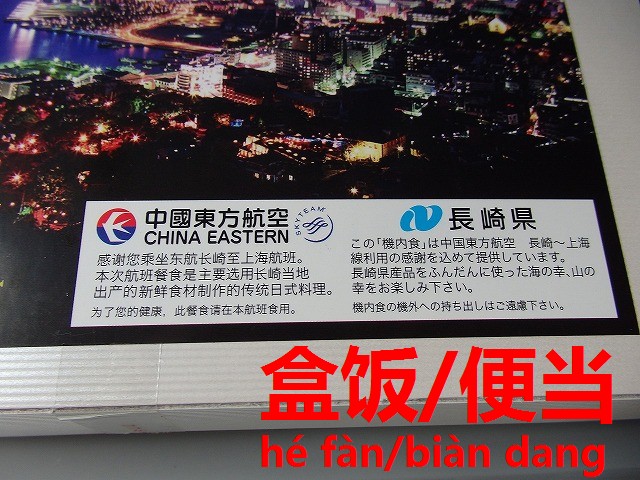 中國東方航空
CHINA EASTERN
SKYTEAM
感谢您乘坐东航长崎至上海航班。
本次航班餐食是主要选用长崎当地
出产的新鲜食材制作的传统日式料理。
为了您的健康，此餐食请在本航班食用。
長崎県
この「機内食」は中国東方航空　長崎～上海
線利用の感謝を込めて提供しています。
長崎県産品をふんだんに使った海の幸、山の
幸をお楽しみ下さい。
機内食の機外への持ち出しはご遠慮下さい。
盒饭/便当
hé fàn/biàn dang